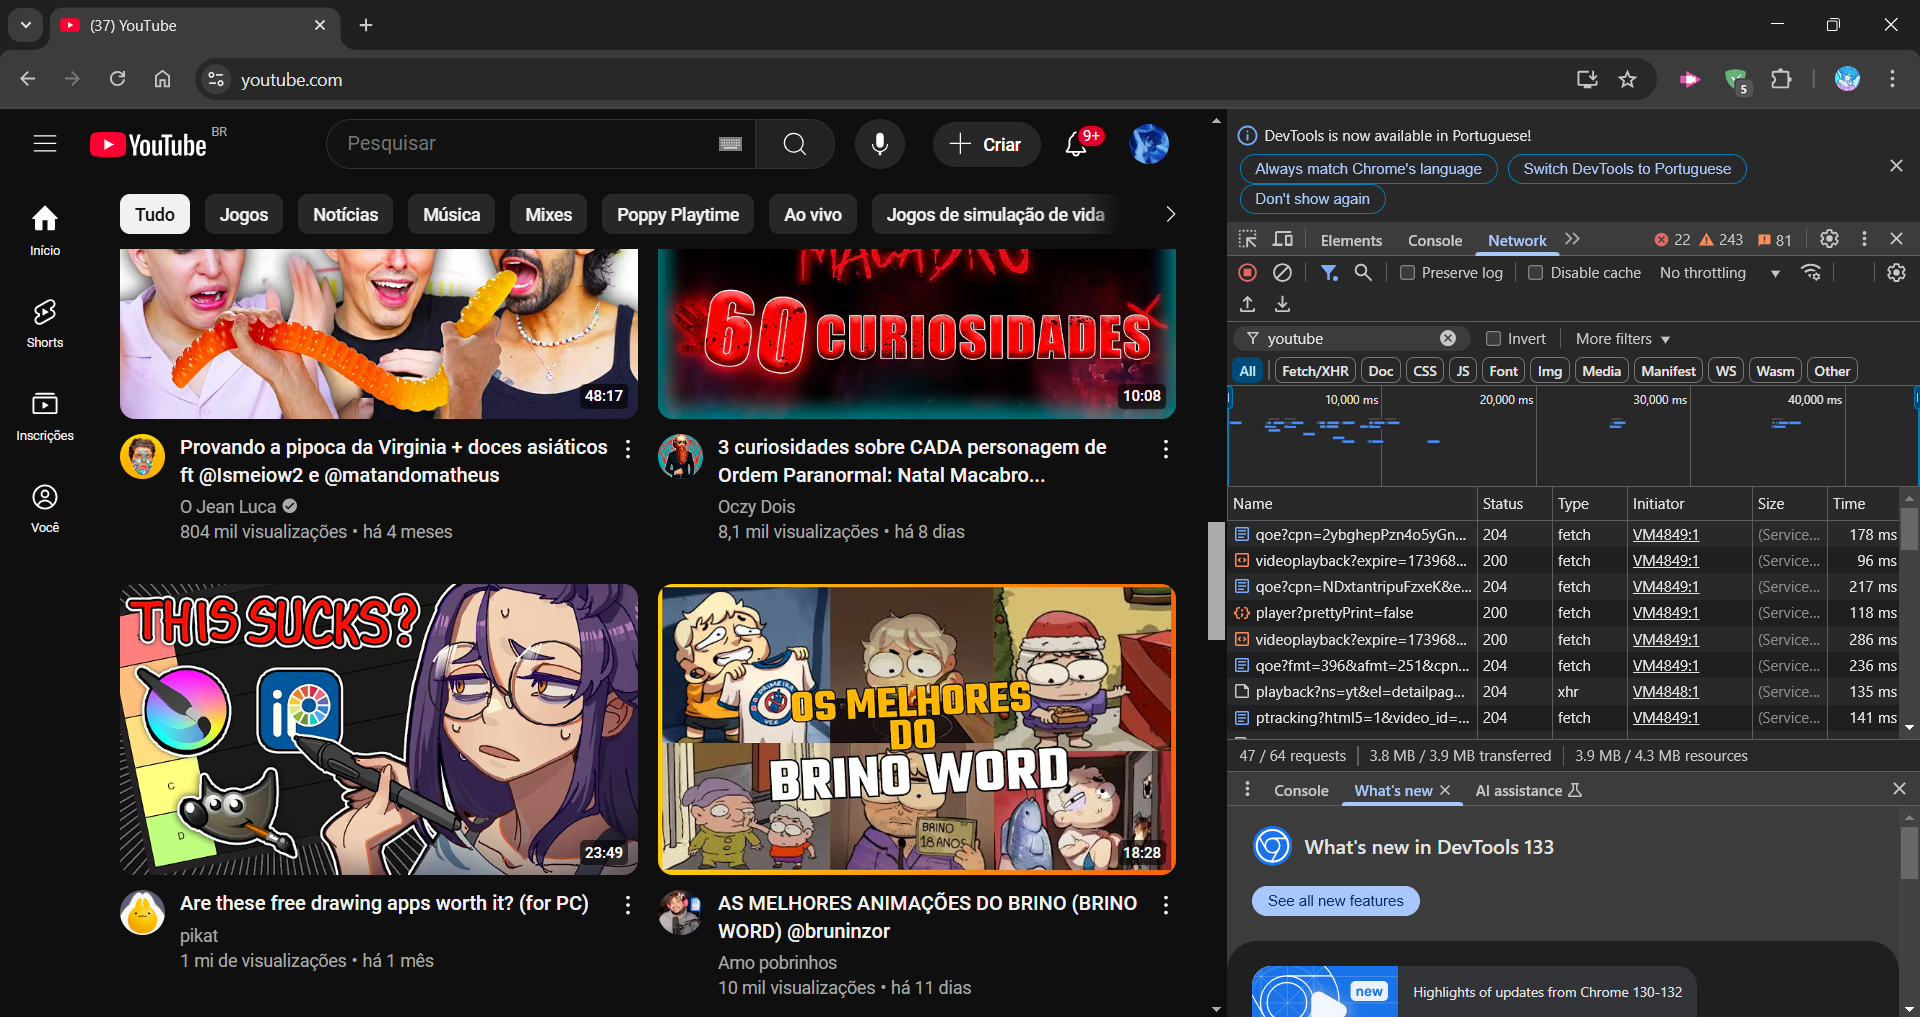 (37) YouTube
youtube.com
5
YouTube BR
Pesquisar
Criar
9+
Tudo
Jogos
Notícias
Música
Mixes
Poppy Playtime
Ao vivo
Jogos de simulação de vida
Início
Shorts
Inscrições
Você
48:17
Provando a pipoca da Virginia + doces asiáticos
ft @Ismeiow2 e @matandomatheus
O Jean Luca
804 mil visualizações • há 4 meses
MACABRO
60 CURIOSIDADES
10:08
3 curiosidades sobre CADA personagem de
Ordem Paranormal: Natal Macabro...
Oczy Dois
8,1 mil visualizações • há 8 dias
THIS SUCKS?
iP
C
D
23:49
Are these free drawing apps worth it? (for PC)
pikat
1 mi de visualizações • há 1 mês
PRIMEIRA
VEZ
OS MELHORES
DO
BRINO WORD
BRINO
18 ANOS
18:28
AS MELHORES ANIMAÇÕES DO BRINO (BRINO
WORD) @bruninzor
Amo pobrinhos
10 mil visualizações • há 11 dias
DevTools is now available in Portuguese!
Always match Chrome's language
Switch DevTools to Portuguese
Don't show again
Elements
Console
Network
22
243
81
Preserve log
Disable cache
No throttling
youtube
Invert
More filters
All
Fetch/XHR
Doc
CSS
JS
Font
Img
Media
Manifest
WS
Wasm
Other
10,000 ms
20,000 ms
30,000 ms
40,000 ms
Name Status Type Initiator Size Time
qoe?cpn=2ybghepPzn4o5yGn... 204 fetch VM4849:1 (Service... 178 ms
videoplayback?expire=173968... 200 fetch VM4849:1 (Service... 96 ms
qoe?cpn=NDxtantripuFzxeK&e... 204 fetch VM4849:1 (Service... 217 ms
player?prettyPrint=false 200 fetch VM4849:1 (Service... 118 ms
videoplayback?expire=173968... 200 fetch VM4849:1 (Service... 286 ms
qoe?fmt=396&afmt=251&cpn... 204 fetch VM4849:1 (Service... 236 ms
playback?ns=yt&el=detailpag... 204 xhr VM4848:1 (Service... 135 ms
ptracking?html5=1&video_id=... 204 fetch VM4849:1 (Service... 141 ms
47 / 64 requests
3.8 MB / 3.9 MB transferred
3.9 MB / 4.3 MB resources
Console
What's new
AI assistance
What's new in DevTools 133
See all new features
new
Highlights of updates from Chrome 130-132